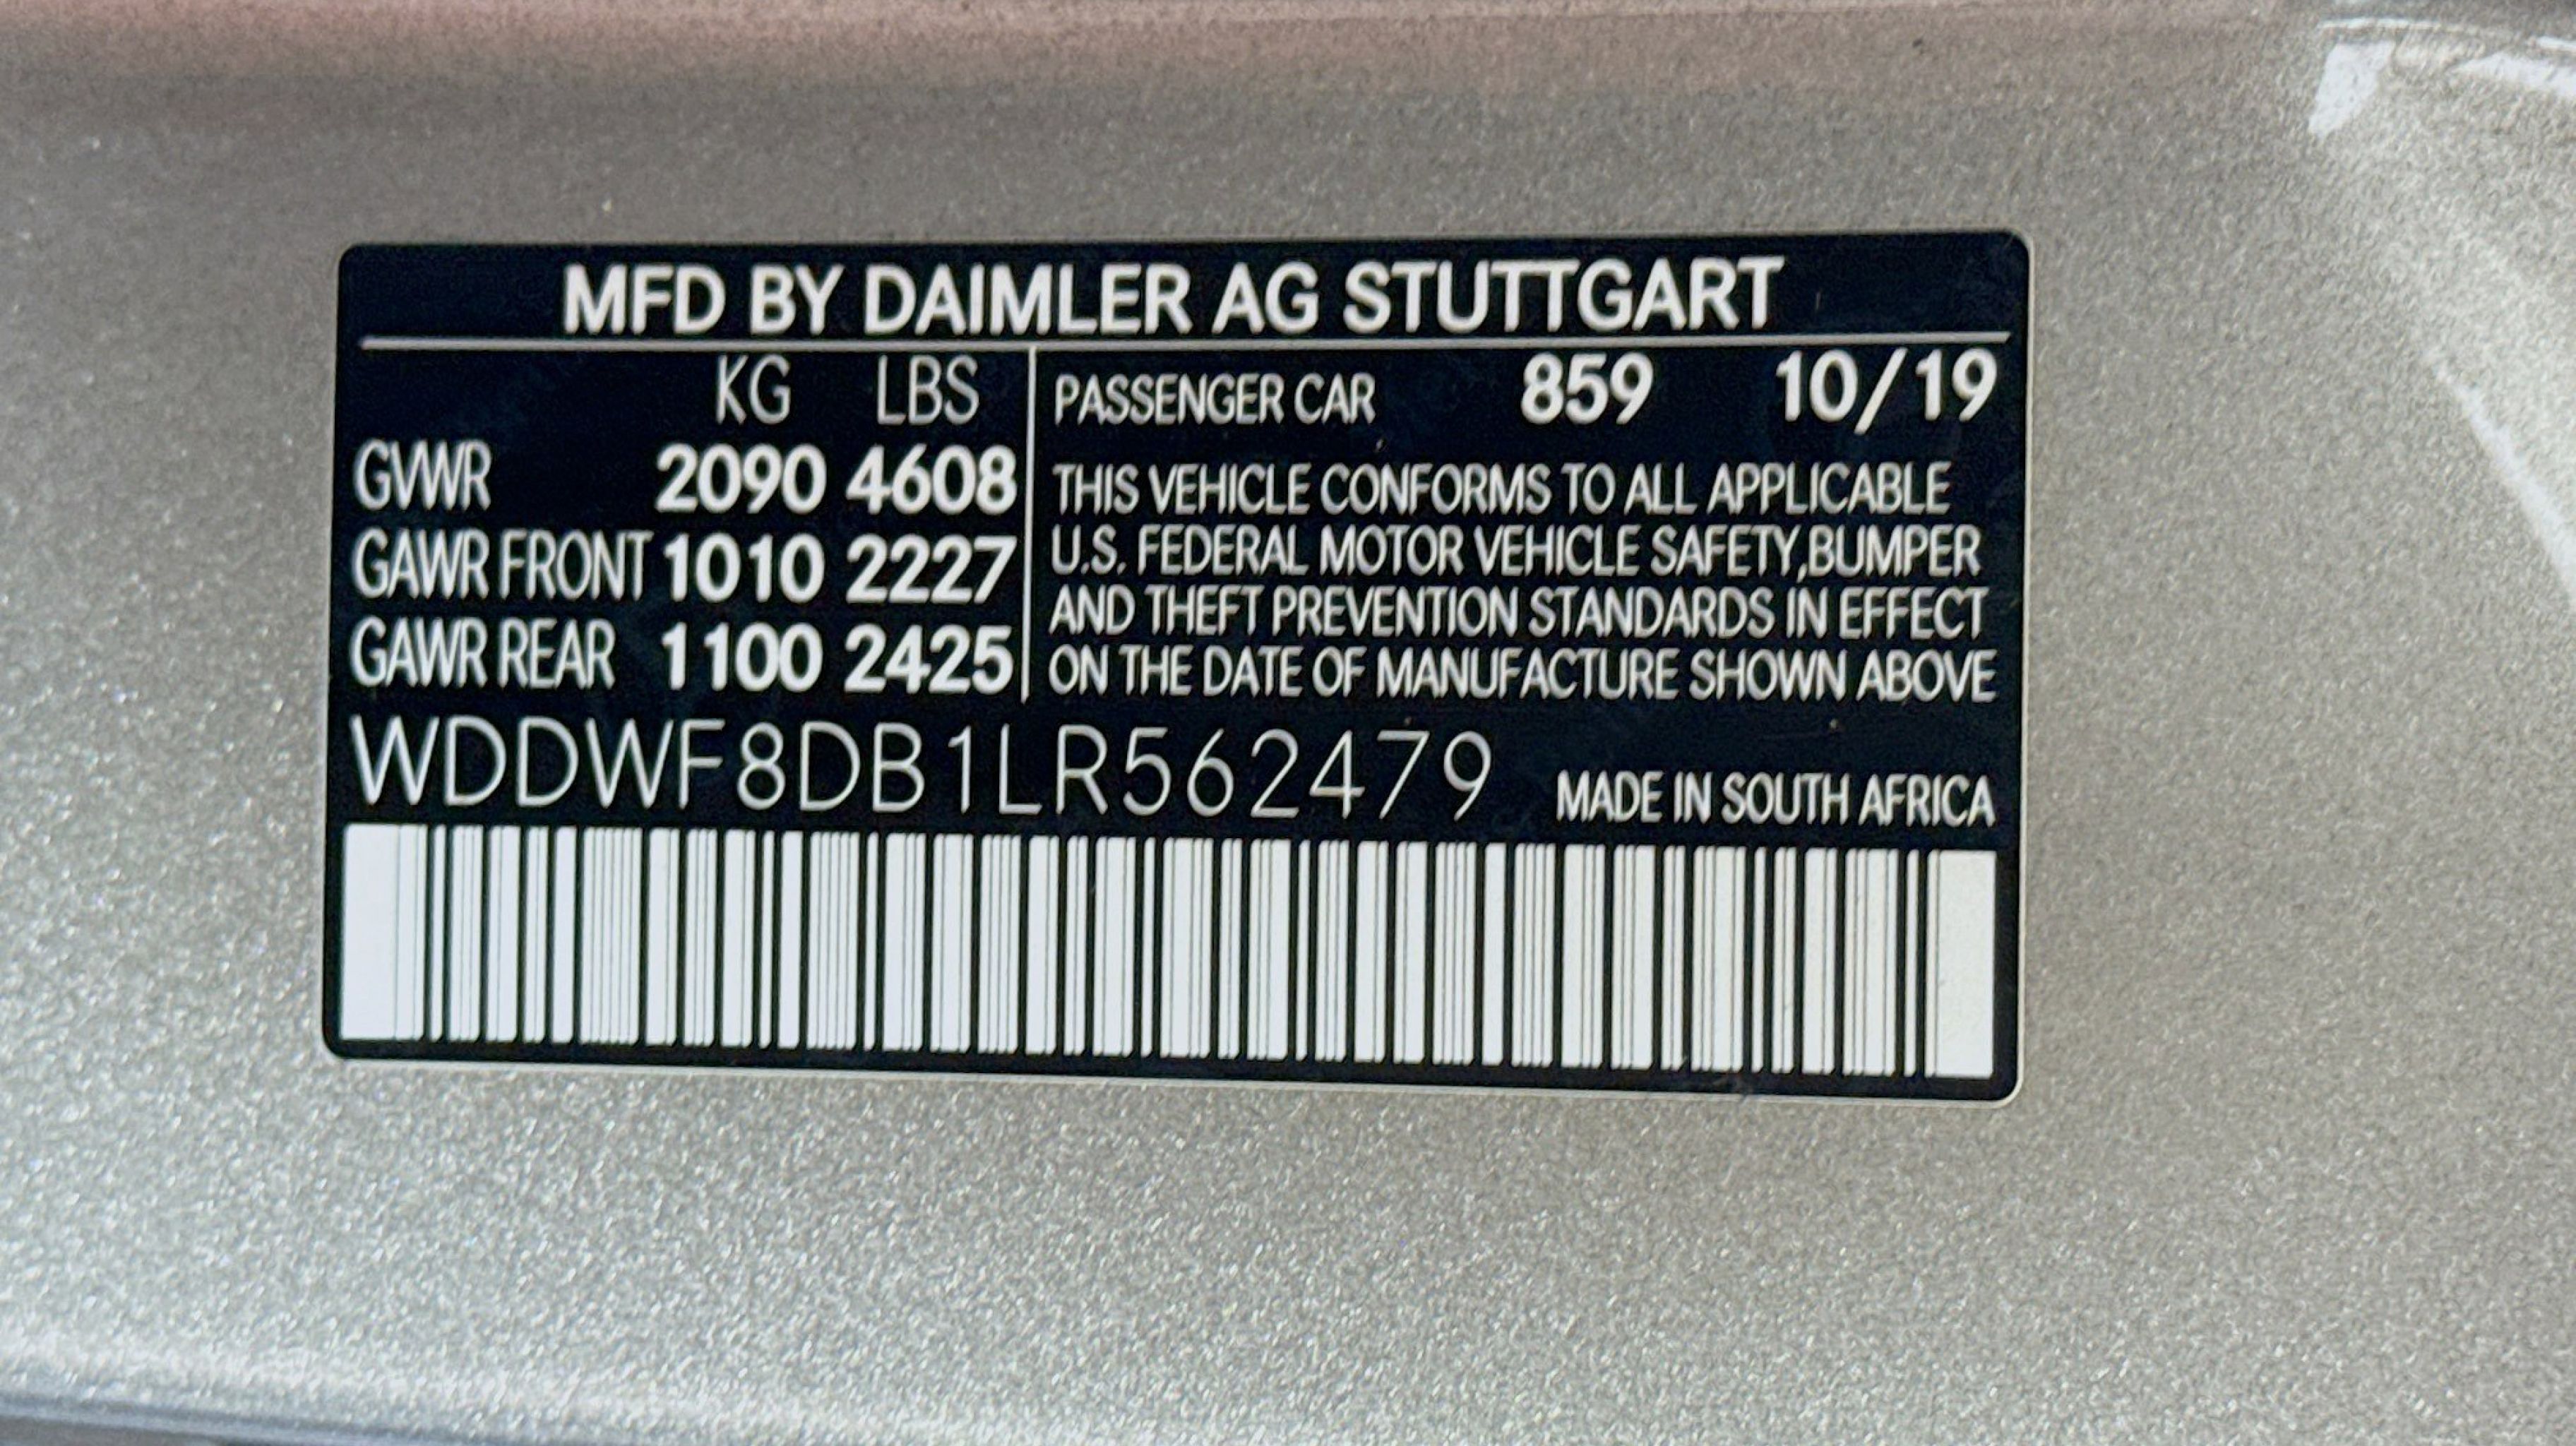 MFD BY DAIMLER AG STUTTGART
KG LBS
GVWR 2090 4608
GAWR FRONT 1010 2227
GAWR REAR 1100 2425
PASSENGER CAR 859 10/19
THIS VEHICLE CONFORMS TO ALL APPLICABLE
U.S. FEDERAL MOTOR VEHICLE SAFETY,BUMPER
AND THEFT PREVENTION STANDARDS IN EFFECT
ON THE DATE OF MANUFACTURE SHOWN ABOVE
WDDWF8DB1LR562479 MADE IN SOUTH AFRICA